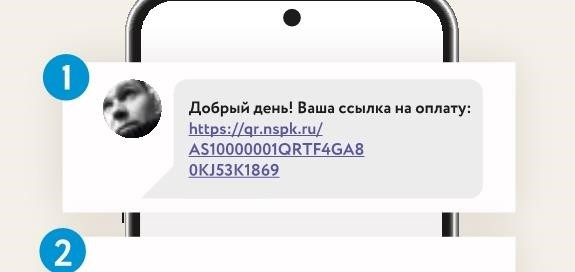 1
Добрый день! Ваша ссылка на оплату:
https://qr.nspk.ru/
AS10000001QRTF4GA8
0KJ53K1869
2